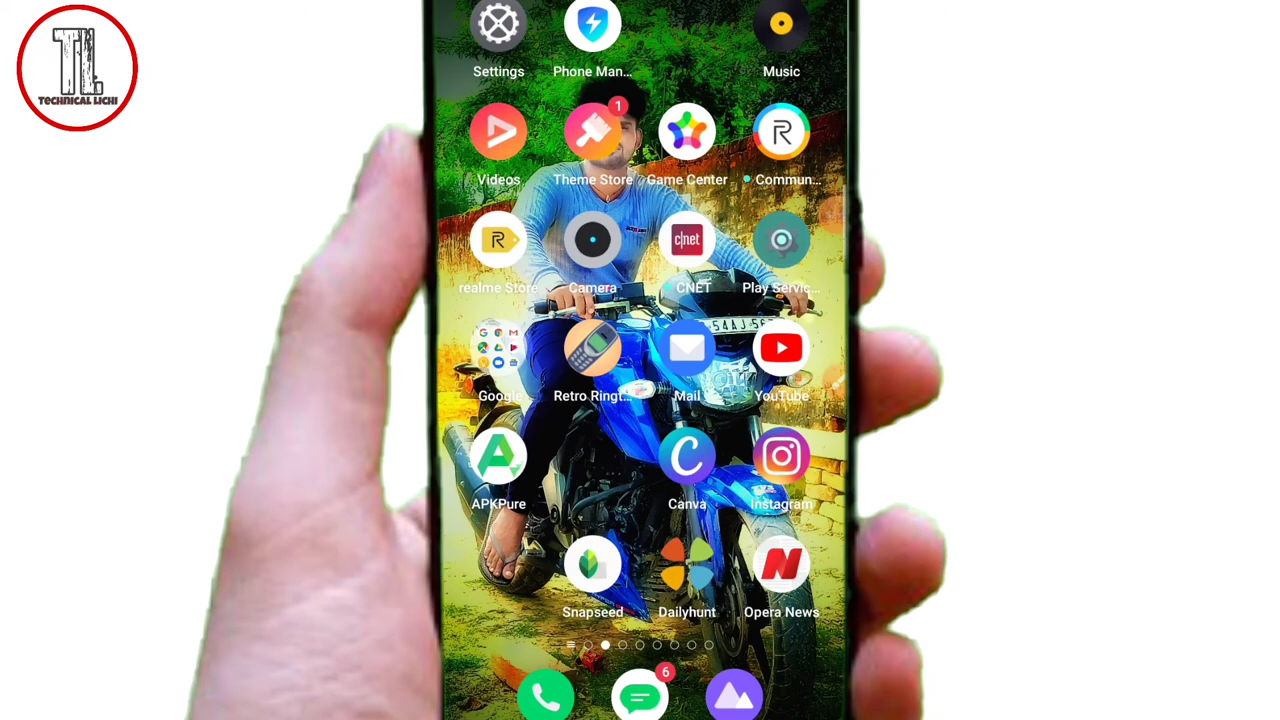 TL
TECHNICAL LICHI
Settings
Phone Man...
Music
1
Videos
Theme Store
Game Center
Commun...
R
R
c|net
realme Store
Camera
CNET
Play Servic...
Google
Retro Ringt...
Mail
YouTube
APKPure
Canva
Instagram
Snapseed
Dailyhunt
Opera News
6